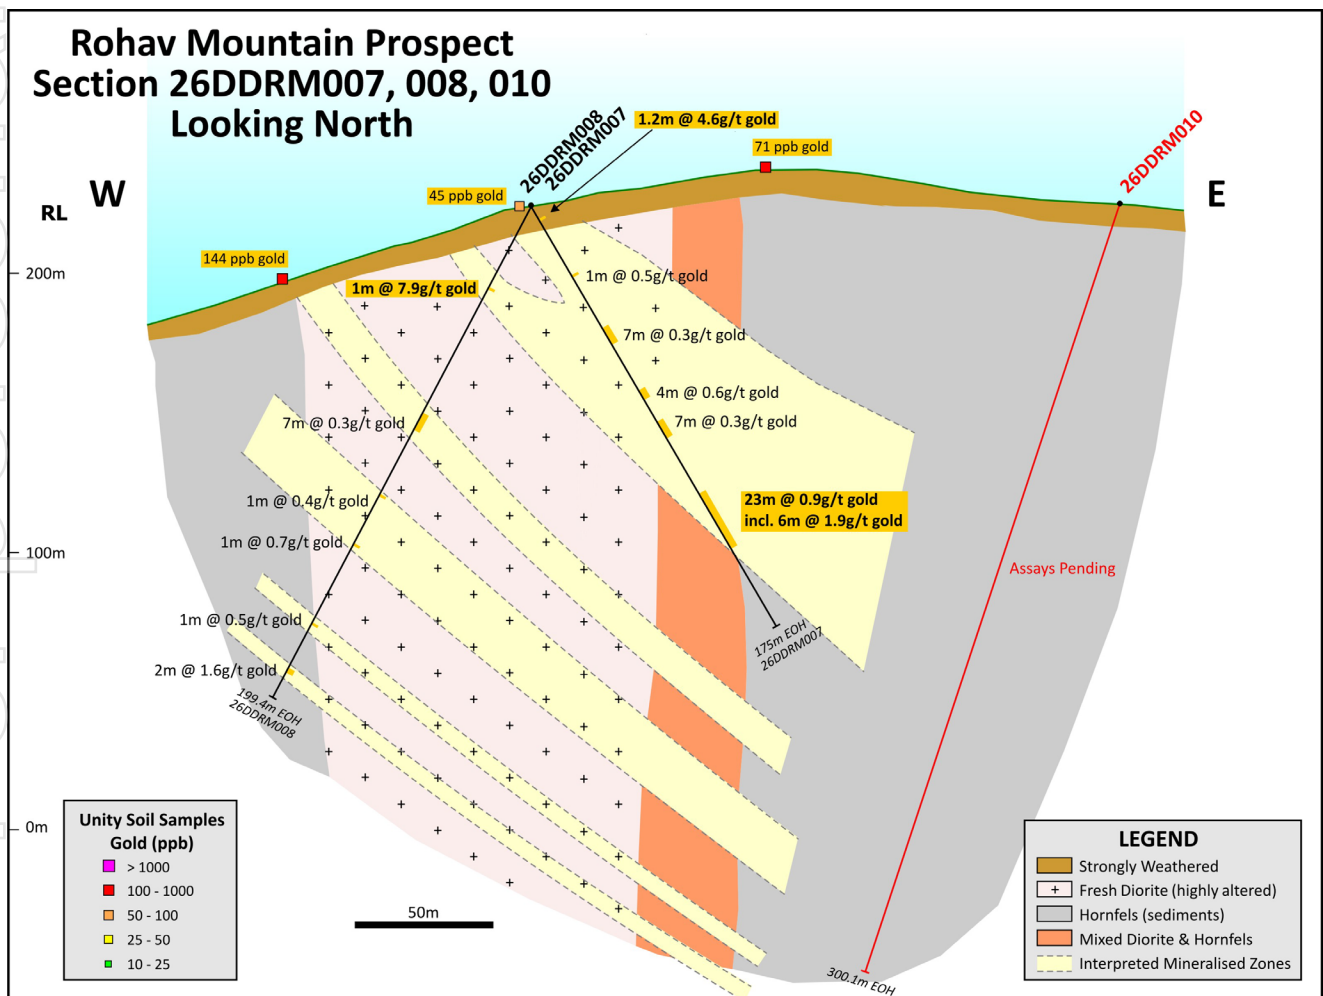 Rohav Mountain Prospect
Section 26DDRM007, 008, 010
Looking North
W
E
RL
200m
100m
0m
26DDRM008
26DDRM007
26DDRM010
1.2m @ 4.6g/t gold
71 ppb gold
45 ppb gold
144 ppb gold
1m @ 7.9g/t gold
1m @ 0.5g/t gold
7m @ 0.3g/t gold
4m @ 0.6g/t gold
7m @ 0.3g/t gold
7m @ 0.3g/t gold
1m @ 0.4g/t gold
23m @ 0.9g/t gold
incl. 6m @ 1.9g/t gold
1m @ 0.7g/t gold
Assays Pending
1m @ 0.5g/t gold
2m @ 1.6g/t gold
175m EOH
26DDRM007
199.4m EOH
26DDRM008
300.1m EOH
50m
Unity Soil Samples
Gold (ppb)
> 1000
100 - 1000
50 - 100
25 - 50
10 - 25
LEGEND
Strongly Weathered
Fresh Diorite (highly altered)
Hornfels (sediments)
Mixed Diorite & Hornfels
Interpreted Mineralised Zones